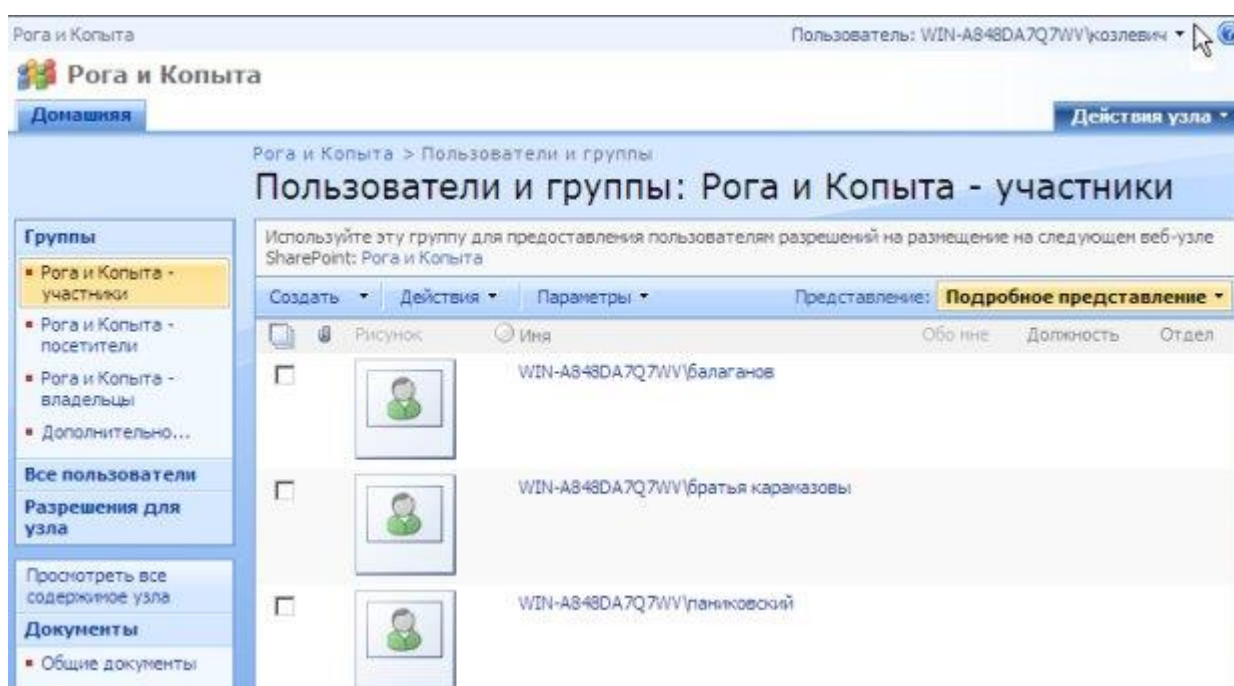 Рога и Копыта
Пользователь: WIN-A848DA7Q7WV\козлевич
Рога и Копыта
Домашняя
Действия узла
Рога и Копыта > Пользователи и группы
Пользователи и группы: Рога и Копыта - участники
Группы
Рога и Копыта -
участники
Рога и Копыта -
посетители
Рога и Копыта -
владельцы
Дополнительно...
Все пользователи
Разрешения для
узла
Просмотреть все
содержимое узла
Документы
Общие документы
Используйте эту группу для предоставления пользователям разрешений на размещение на следующем веб-узле
SharePoint: Рога и Копыта
Создать Действия Параметры Представление: Подробное представление
Рисунок Имя Обо мне Должность Отдел
WIN-A848DA7Q7WV\балаганов
WIN-A848DA7Q7WV\братья карамазовы
WIN-A848DA7Q7WV\паниковский